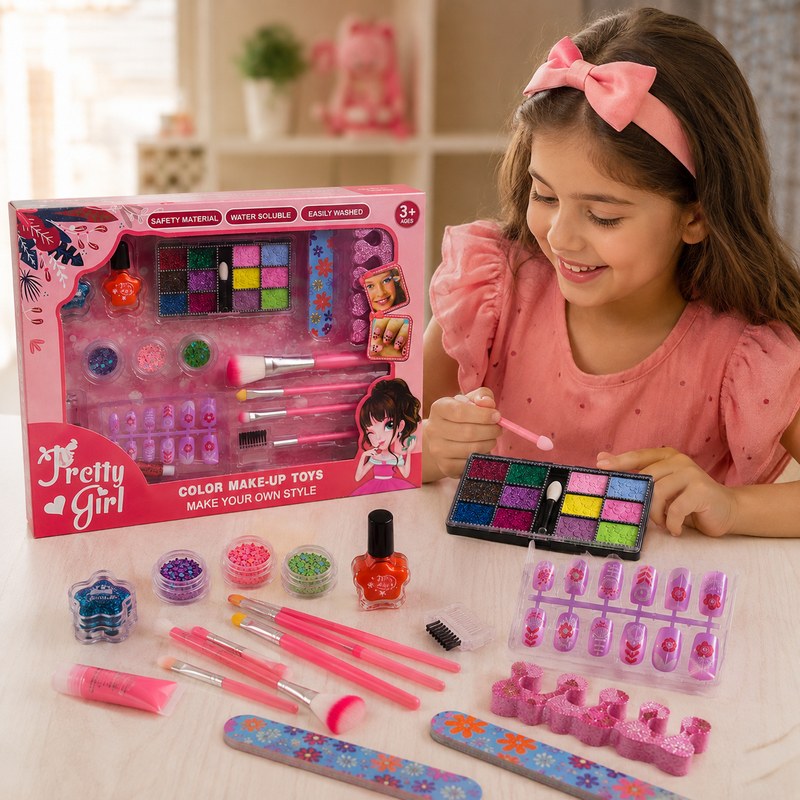 SAFETY MATERIAL
WATER SOLUBLE
EASILY WASHED
3+
AGES
Pretty
Girl
COLOR MAKE-UP TOYS
MAKE YOUR OWN STYLE